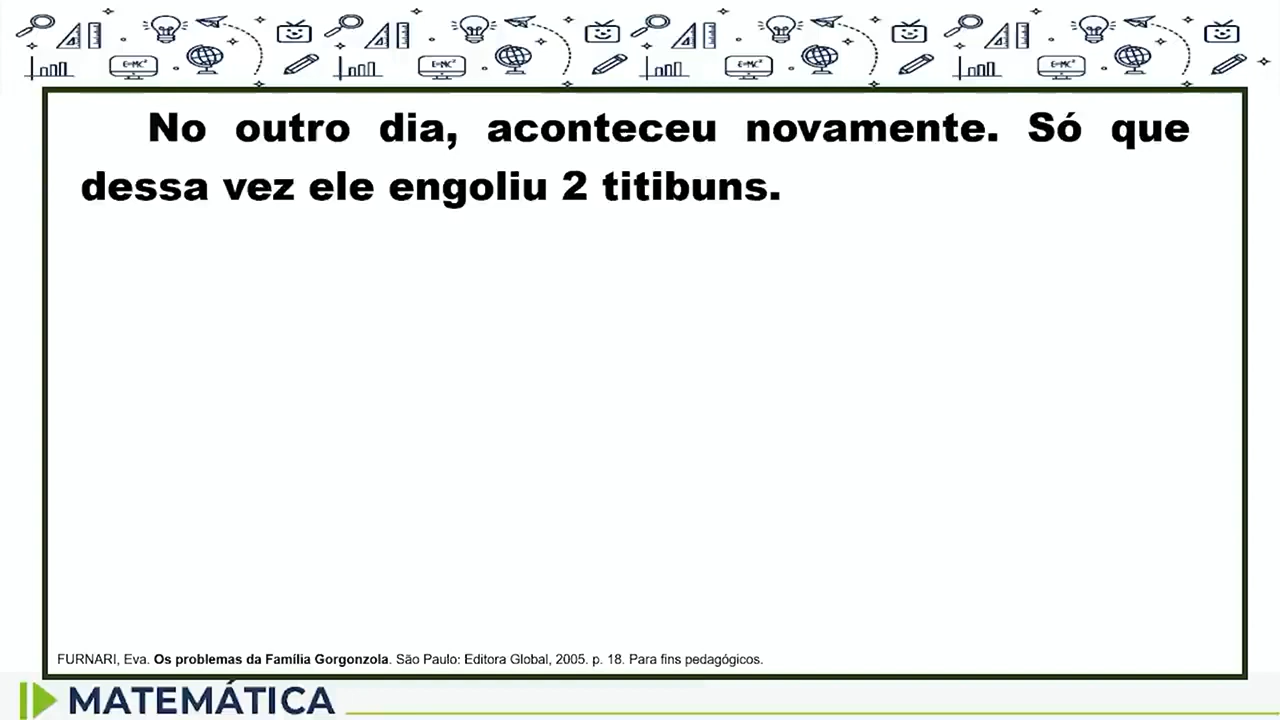 No outro dia, aconteceu novamente. Só que
dessa vez ele engoliu 2 titibuns.
FURNARI, Eva. Os problemas da Família Gorgonzola. São Paulo: Editora Global, 2005. p. 18. Para fins pedagógicos.
MATEMÁTICA